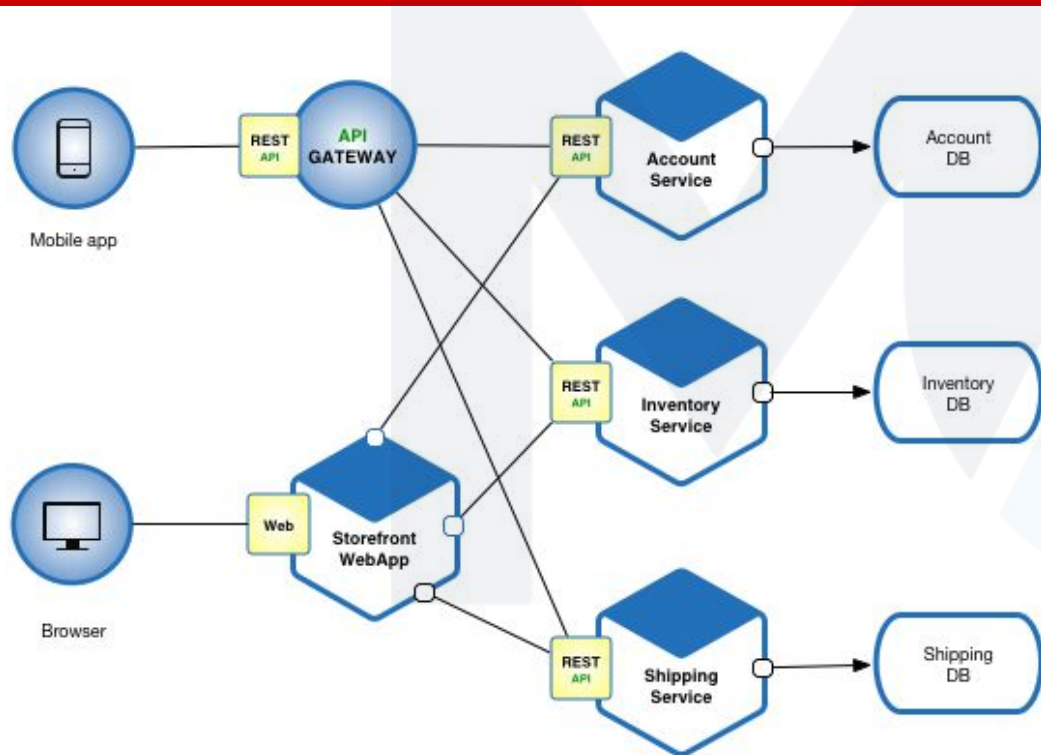 REST
API
API
GATEWAY
REST
API
Account
Service
Account
DB
Mobile app
REST
API
Inventory
Service
Inventory
DB
Web
Storefront
WebApp
Browser
REST
API
Shipping
Service
Shipping
DB